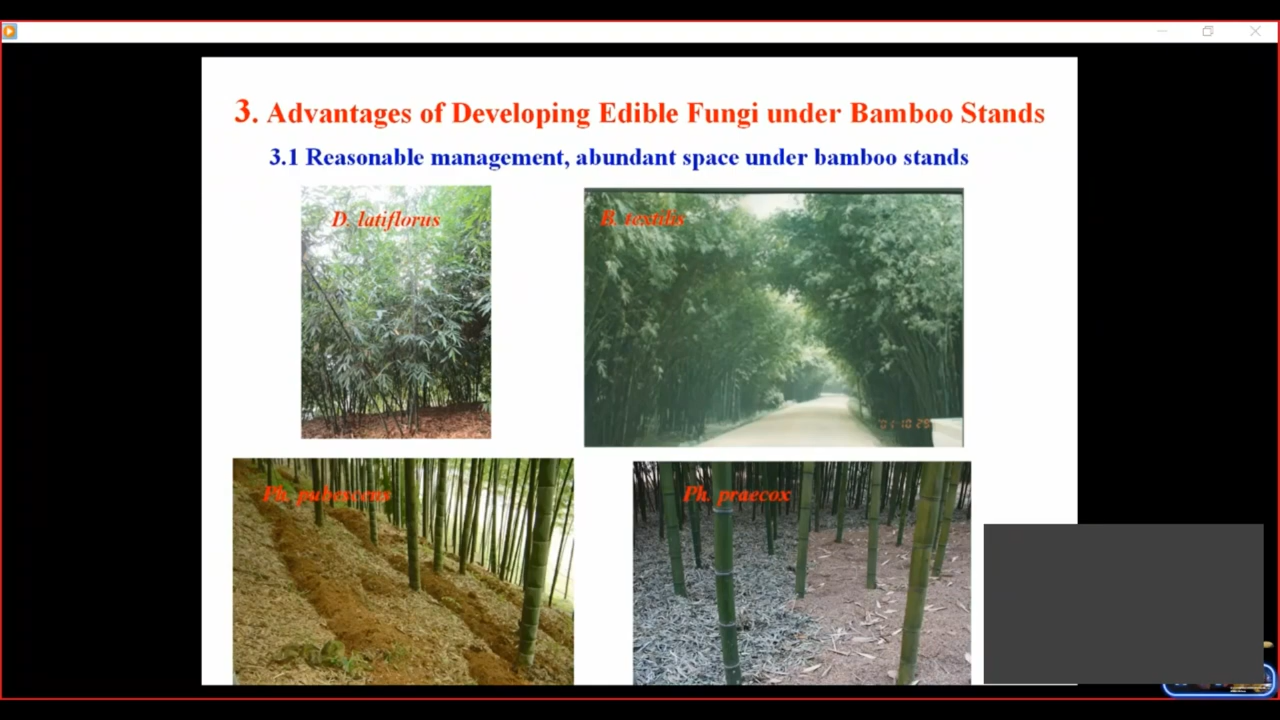 3. Advantages of Developing Edible Fungi under Bamboo Stands
3.1 Reasonable management, abundant space under bamboo stands
D. latiflorus
B. textilis
Ph. pubescens
Ph. praecox